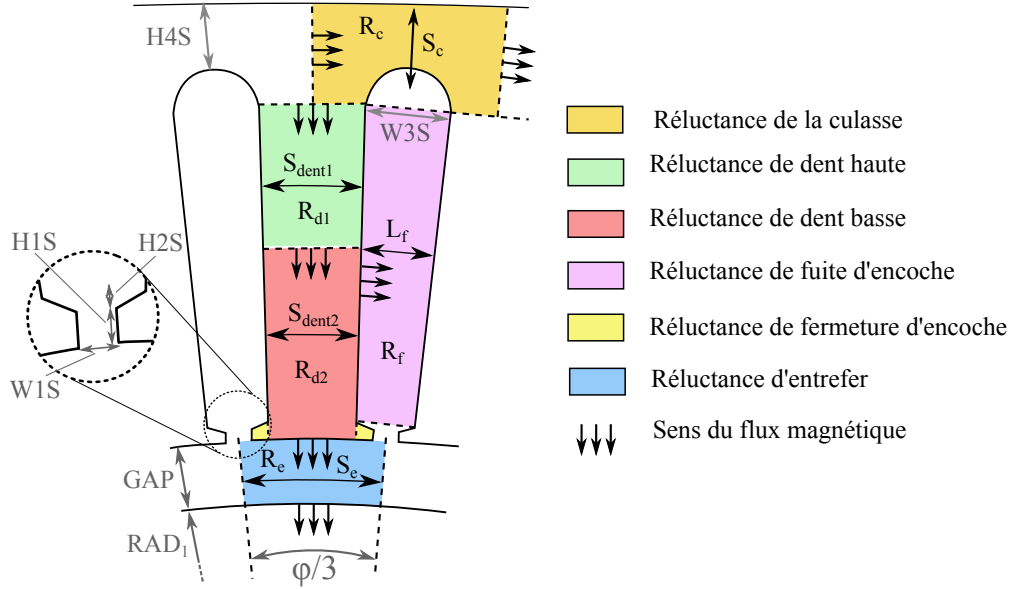 H4S
R_c
S_c
W3S
S_dent1
R_d1
L_f
H1S
H2S
S_dent2
R_d2
R_f
W1S
R_e
S_e
GAP
RAD_1
φ/3
Réluctance de la culasse
Réluctance de dent haute
Réluctance de dent basse
Réluctance de fuite d'encoche
Réluctance de fermeture d'encoche
Réluctance d'entrefer
Sens du flux magnétique